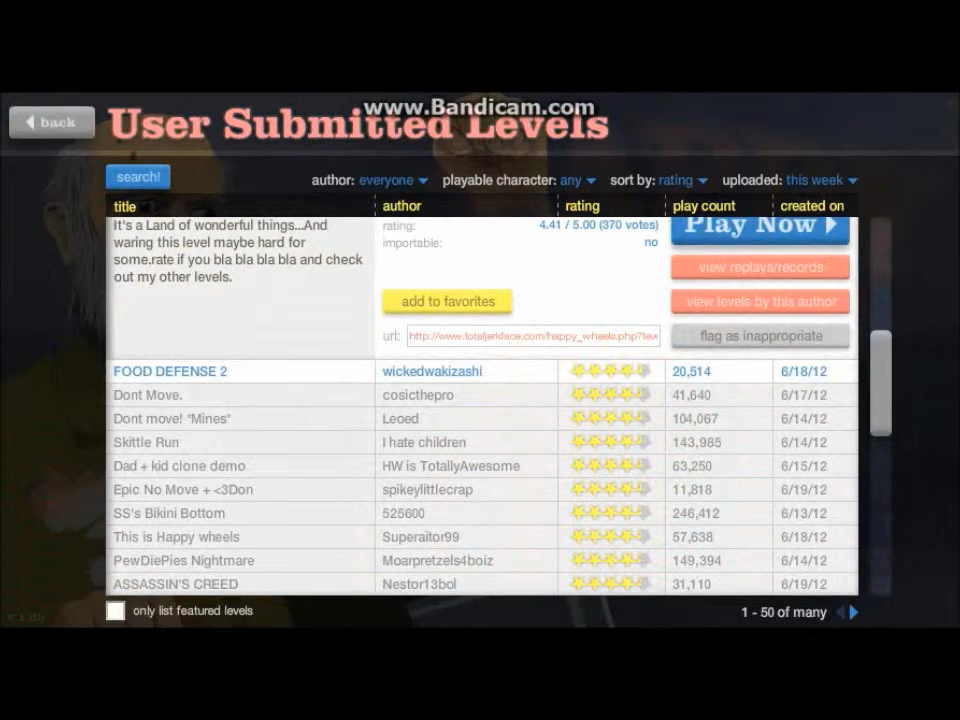 www.Bandicam.com
back
User Submitted Levels
search!
author: everyone playable character: any sort by: rating uploaded: this week
title author rating play count created on
It's a Land of wonderful things...And
waring this level maybe hard for
some.rate if you bla bla bla bla and check
out my other levels.
rating: 4.41 / 5.00 (370 votes)
importable: no
add to favorites
url: http://www.totaljerkface.com/happy_wheels.php?lev
Play Now
view replays/records
view levels by this author
flag as inappropriate
FOOD DEFENSE 2 wickedwakizashi 20,514 6/18/12
Dont Move. cosicthepro 41,640 6/17/12
Dont move! *Mines* Leoed 104,067 6/14/12
Skittle Run I hate children 143,985 6/14/12
Dad + kid clone demo HW is TotallyAwesome 63,250 6/15/12
Epic No Move + <3Don spikeylittlecrap 11,818 6/19/12
SS's Bikini Bottom 525600 246,412 6/13/12
This is Happy wheels Superaitor99 57,638 6/18/12
PewDiePies Nightmare Moarpretzels4boiz 149,394 6/14/12
ASSASSIN'S CREED Nestor13bol 31,110 6/19/12
only list featured levels 1 - 50 of many